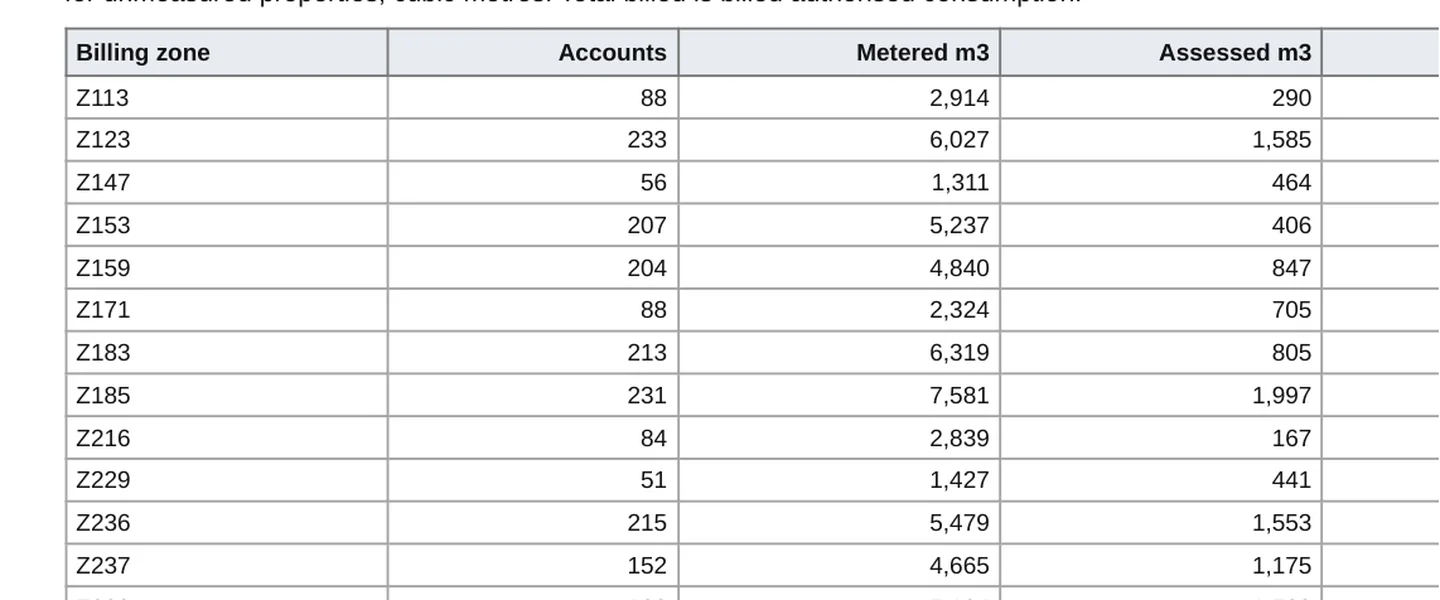 Billing zone Accounts Metered m3 Assessed m3
Z113 88 2,914 290
Z123 233 6,027 1,585
Z147 56 1,311 464
Z153 207 5,237 406
Z159 204 4,840 847
Z171 88 2,324 705
Z183 213 6,319 805
Z185 231 7,581 1,997
Z216 84 2,839 167
Z229 51 1,427 441
Z236 215 5,479 1,553
Z237 152 4,665 1,175